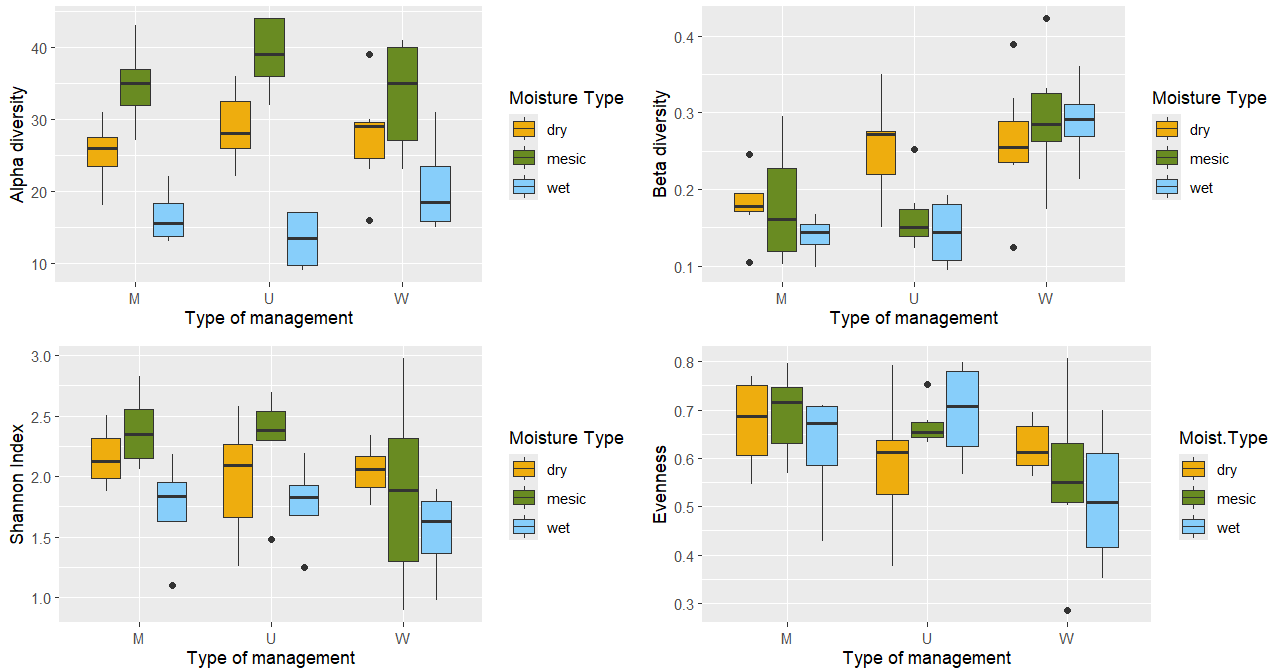 Alpha diversity
40
30
20
10
M U W
Type of management
Moisture Type
dry
mesic
wet
Beta diversity
0.4
0.3
0.2
0.1
M U W
Type of management
Moisture Type
dry
mesic
wet
Shannon Index
3.0
2.5
2.0
1.5
1.0
M U W
Type of management
Moisture Type
dry
mesic
wet
Evenness
0.8
0.7
0.6
0.5
0.4
0.3
M U W
Type of management
Moist.Type
dry
mesic
wet